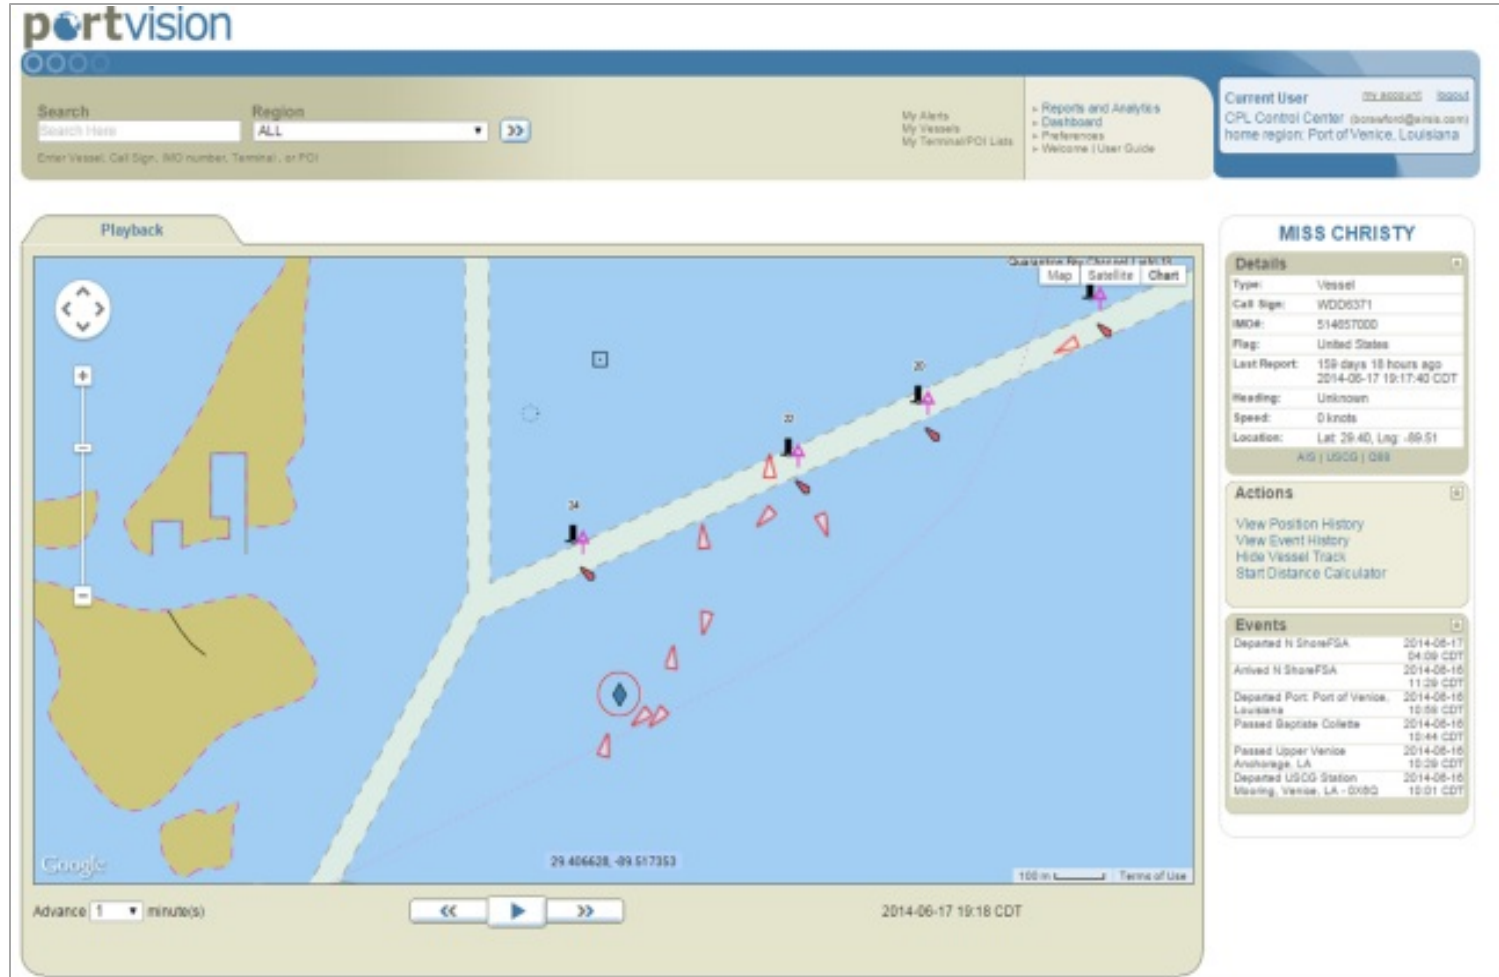 portvision
Search
Region
Search Here
ALL
Enter Vessel, Call Sign, IMO number, Terminal, or POI
My Alerts
My Vessels
My Terminal/POI Lists
Reports and Analytics
Dashboard
Preferences
Welcome | User Guide
Current User my account logout
CPL Control Center
home region: Port of Venice, Louisiana
Playback
Map Satellite Chart
20
22
24
Google
29.406628, -89.517353
100 m
Terms of Use
Advance 1 minute(s)
2014-06-17 19:18 CDT
MISS CHRISTY
Details
Type: Vessel
Call Sign: WDD6371
IMO#: 514657000
Flag: United States
Last Report: 159 days 18 hours ago
2014-06-17 19:17:40 CDT
Heading: Unknown
Speed: 0 knots
Location: Lat: 29.40, Lng: -89.51
AIS | USCG |
Actions
View Position History
View Event History
Hide Vessel Track
Start Distance Calculator
Events
Departed N ShoreFSA 2014-06-17
04:09 CDT
Arrived N ShoreFSA 2014-06-16
11:29 CDT
Departed Port: Port of Venice, 2014-06-16
Louisiana 10:58 CDT
Passed Baptiste Collette 2014-06-16
10:44 CDT
Passed Upper Venice 2014-06-16
Anchorage, LA 10:29 CDT
Departed USCG Station 2014-06-16
Mooring, Venice, LA - 0X8Q 10:01 CDT